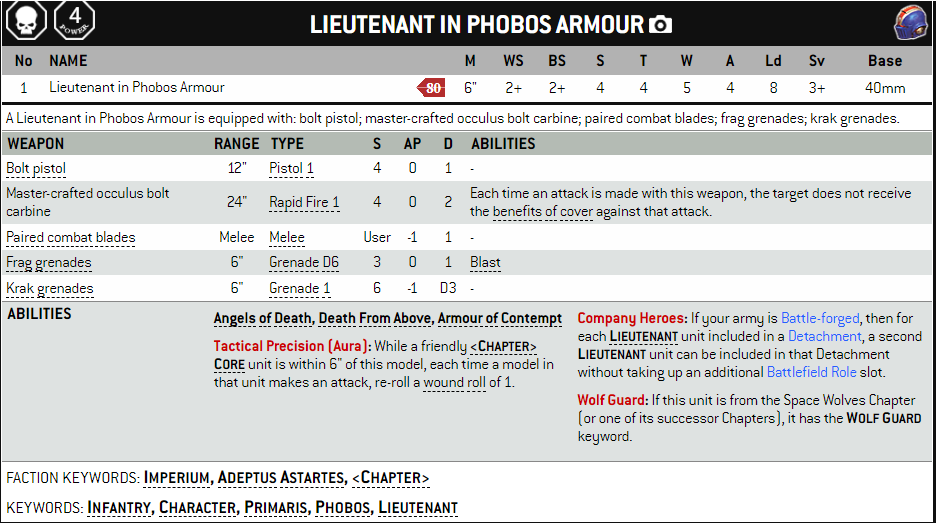 4
POWER
LIEUTENANT IN PHOBOS ARMOUR
No NAME M WS BS S T W A Ld Sv Base
1 Lieutenant in Phobos Armour 80 6" 2+ 2+ 4 4 5 4 8 3+ 40mm
A Lieutenant in Phobos Armour is equipped with: bolt pistol; master-crafted occulus bolt carbine; paired combat blades; frag grenades; krak grenades.
WEAPON RANGE TYPE S AP D ABILITIES
Bolt pistol 12" Pistol 1 4 0 1 -
Master-crafted occulus bolt
carbine 24" Rapid Fire 1 4 0 2 Each time an attack is made with this weapon, the target does not receive
the benefits of cover against that attack.
Paired combat blades Melee Melee User -1 1 -
Frag grenades 6" Grenade D6 3 0 1 Blast
Krak grenades 6" Grenade 1 6 -1 D3 -
ABILITIES
Angels of Death, Death From Above, Armour of Contempt
Tactical Precision (Aura): While a friendly <CHAPTER>
CORE unit is within 6" of this model, each time a model in
that unit makes an attack, re-roll a wound roll of 1.
Company Heroes: If your army is Battle-forged, then for
each LIEUTENANT unit included in a Detachment, a second
LIEUTENANT unit can be included in that Detachment
without taking up an additional Battlefield Role slot.
Wolf Guard: If this unit is from the Space Wolves Chapter
(or one of its successor Chapters), it has the WOLF GUARD
keyword.
FACTION KEYWORDS: IMPERIUM, ADEPTUS ASTARTES, <CHAPTER>
KEYWORDS: INFANTRY, CHARACTER, PRIMARIS, PHOBOS, LIEUTENANT